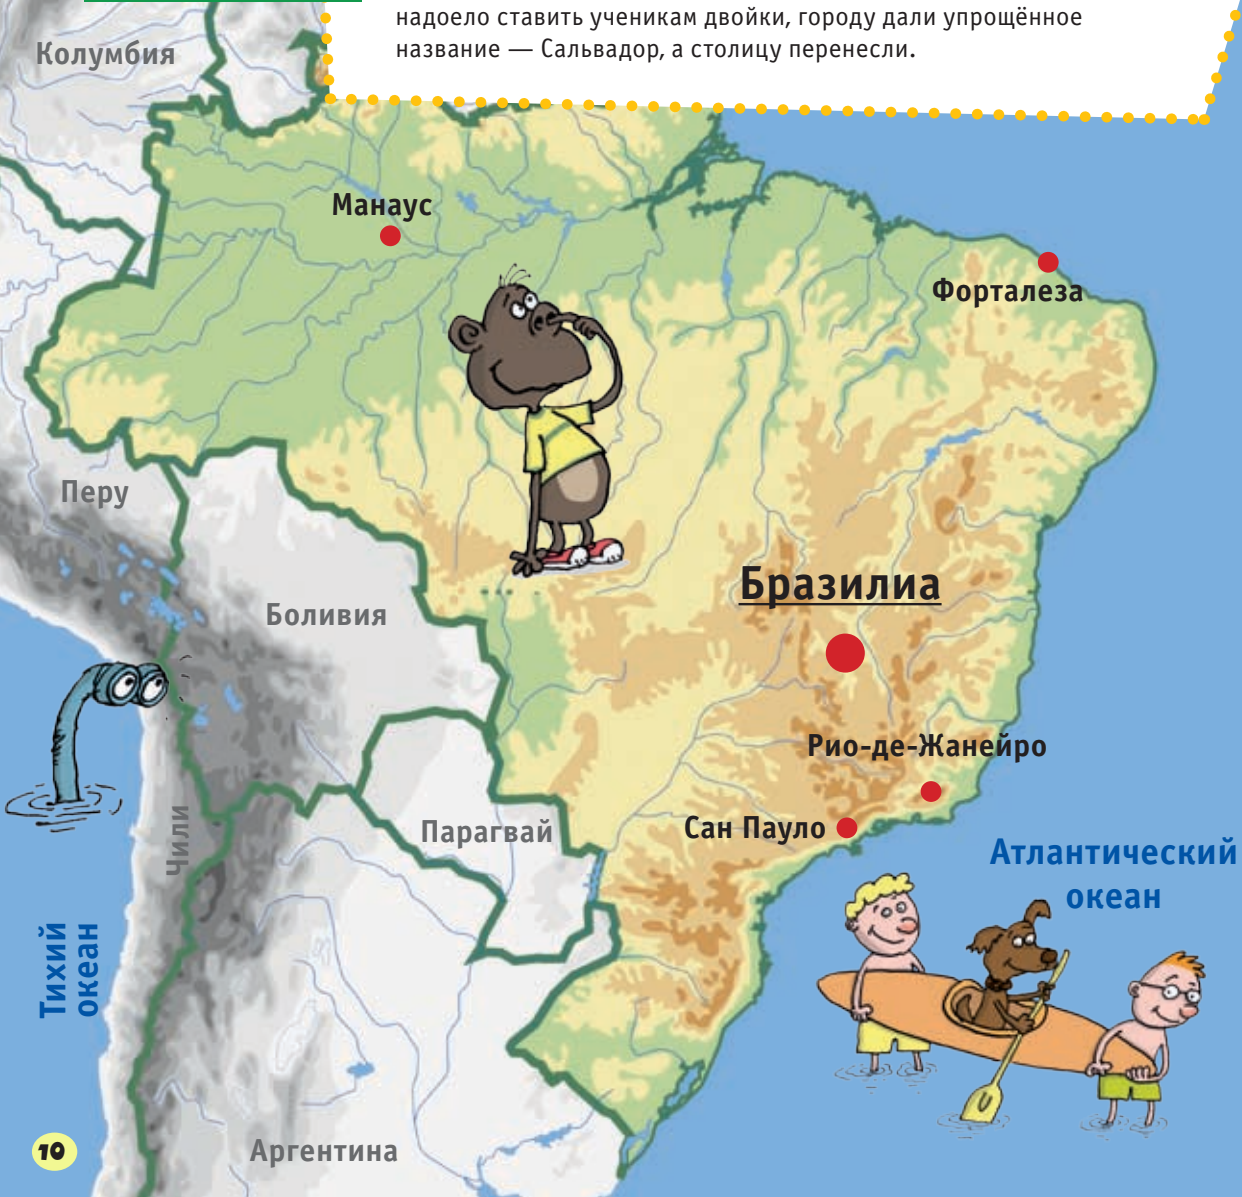 надоело ставить ученикам двойки, городу дали упрощённое
название — Сальвадор, а столицу перенесли.
Колумбия
Манаус
Форталеза
Перу
Бразилиа
Боливия
Рио-де-Жанейро
Сан Пауло
Парагвай
Чили
Атлантический
океан
Тихий
океан
Аргентина
10